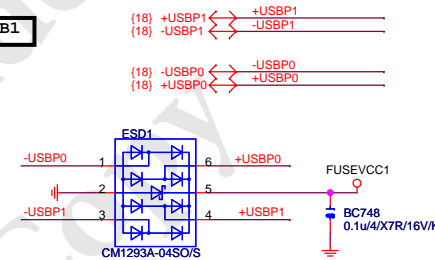 B1
{18} +USBP1 +USBP1
{18} -USBP1 -USBP1
{18} -USBP0 -USBP0
{18} +USBP0 +USBP0
ESD1
-USBP0 1 6 +USBP0
FUSEVCC1
2 5
-USBP1 3 4 +USBP1
BC748
0.1u/4/X7R/16V/
CM1293A-04SO/S